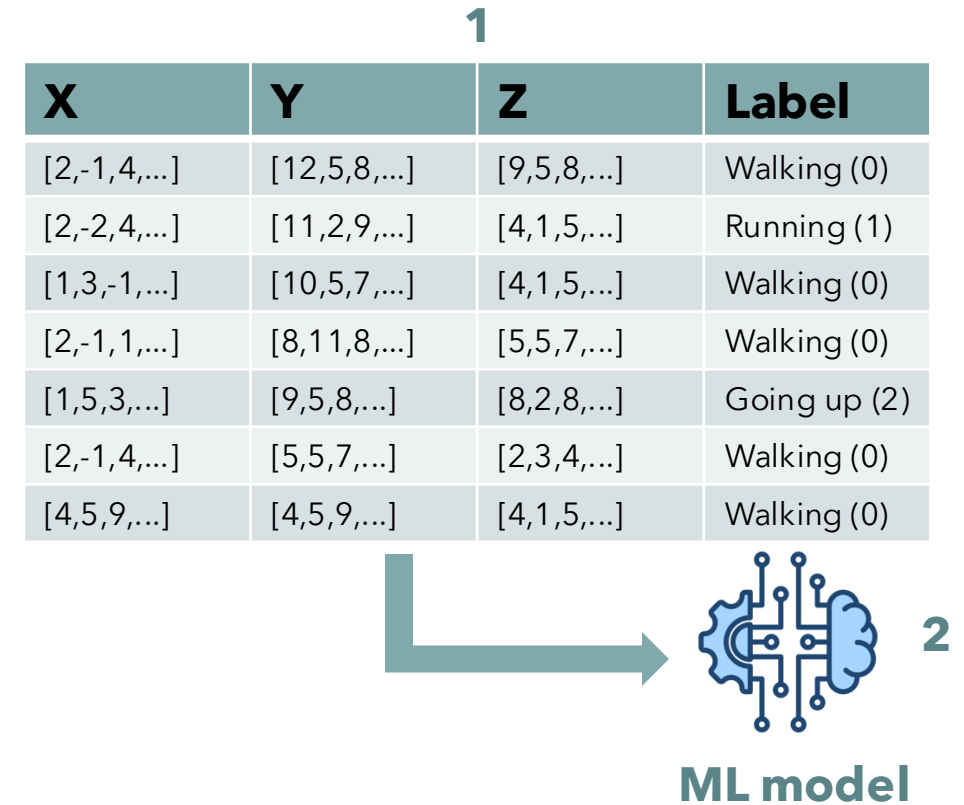 1
X Y Z Label
[2,-1,4,...] [12,5,8,...] [9,5,8,...] Walking (0)
[2,-2,4,...] [11,2,9,...] [4,1,5,...] Running (1)
[1,3,-1,...] [10,5,7,...] [4,1,5,...] Walking (0)
[2,-1,1,...] [8,11,8,...] [5,5,7,...] Walking (0)
[1,5,3,...] [9,5,8,...] [8,2,8,...] Going up (2)
[2,-1,4,...] [5,5,7,...] [2,3,4,...] Walking (0)
[4,5,9,...] [4,5,9,...] [4,1,5,...] Walking (0)
2
ML model